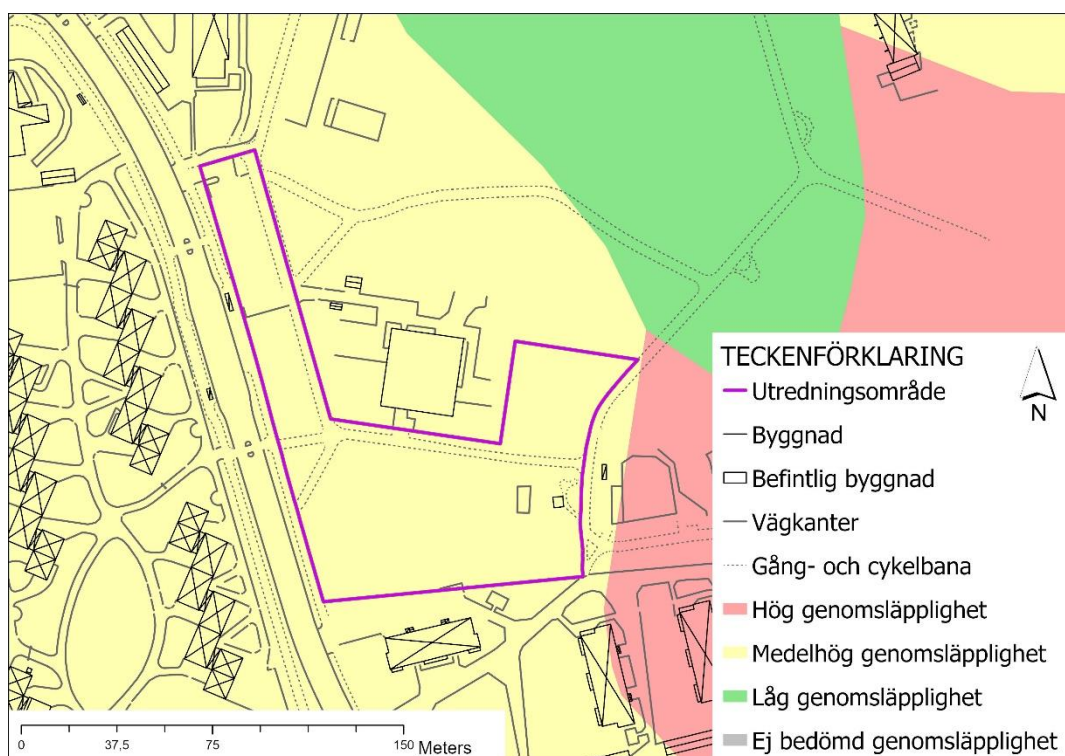 TECKENFÖRKLARING
Utredningsområde
Byggnad
Befintlig byggnad
Vägkanter
Gång- och cykelbana
Hög genomsläpplighet
Medelhög genomsläpplighet
Låg genomsläpplighet
Ej bedömd genomsläpplighet
N
0 37,5 75 150 Meters